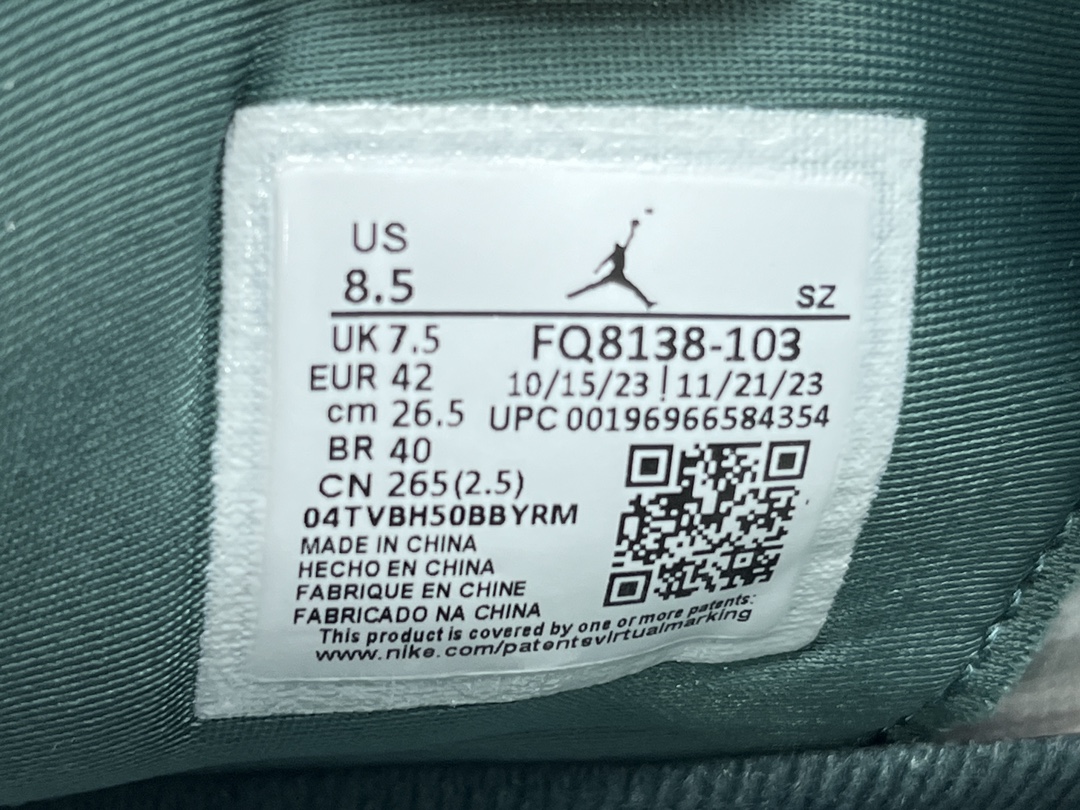 US
8.5
SZ
UK 7.5
EUR 42
cm 26.5
BR 40
CN 265(2.5)
FQ8138-103
10/15/23 | 11/21/23
UPC 00196966584354
04TVBH50BBYRM
MADE IN CHINA
HECHO EN CHINA
FABRIQUE EN CHINE
FABRICADO NA CHINA
This product is covered by one or more patents:
www.nike.com/patentsvirtualmarking